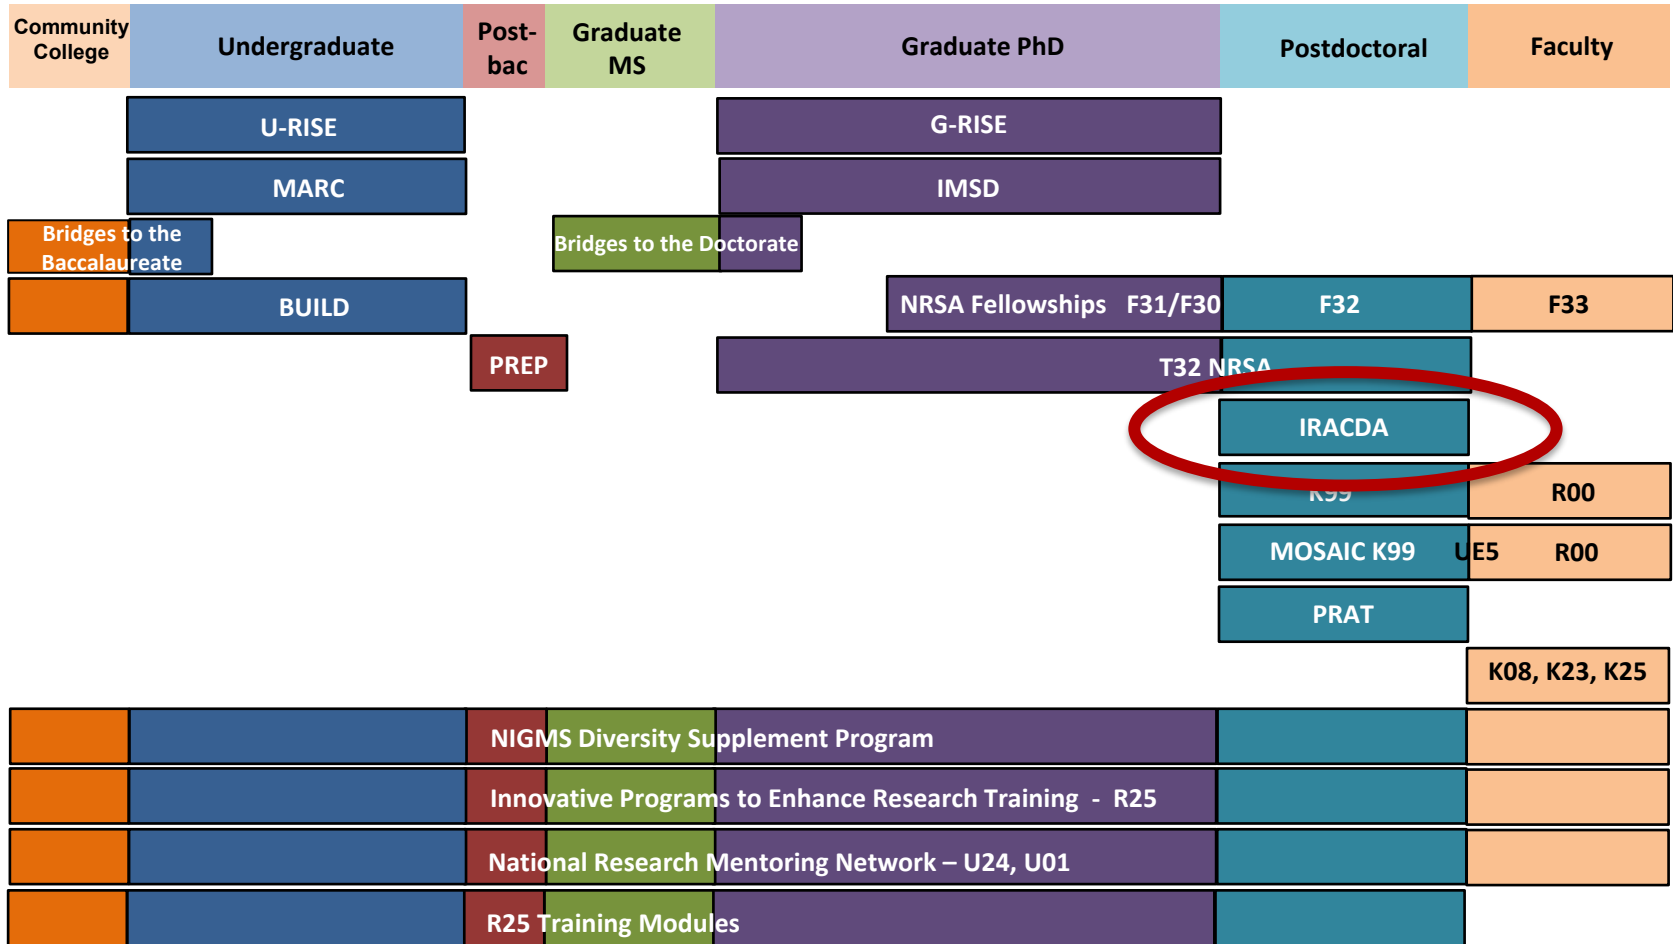 Community
College
Undergraduate
Post-
bac
Graduate
MS
Graduate PhD
Postdoctoral
Faculty
U-RISE
G-RISE
MARC
IMSD
Bridges to the
Baccalaureate
Bridges to the Doctorate
BUILD
NRSA Fellowships F31/F30
F32
F33
PREP
T32 NRSA
IRACDA
K99
R00
MOSAIC K99
UE5
R00
PRAT
K08, K23, K25
NIGMS Diversity Supplement Program
Innovative Programs to Enhance Research Training - R25
National Research Mentoring Network – U24, U01
R25 Training Modules